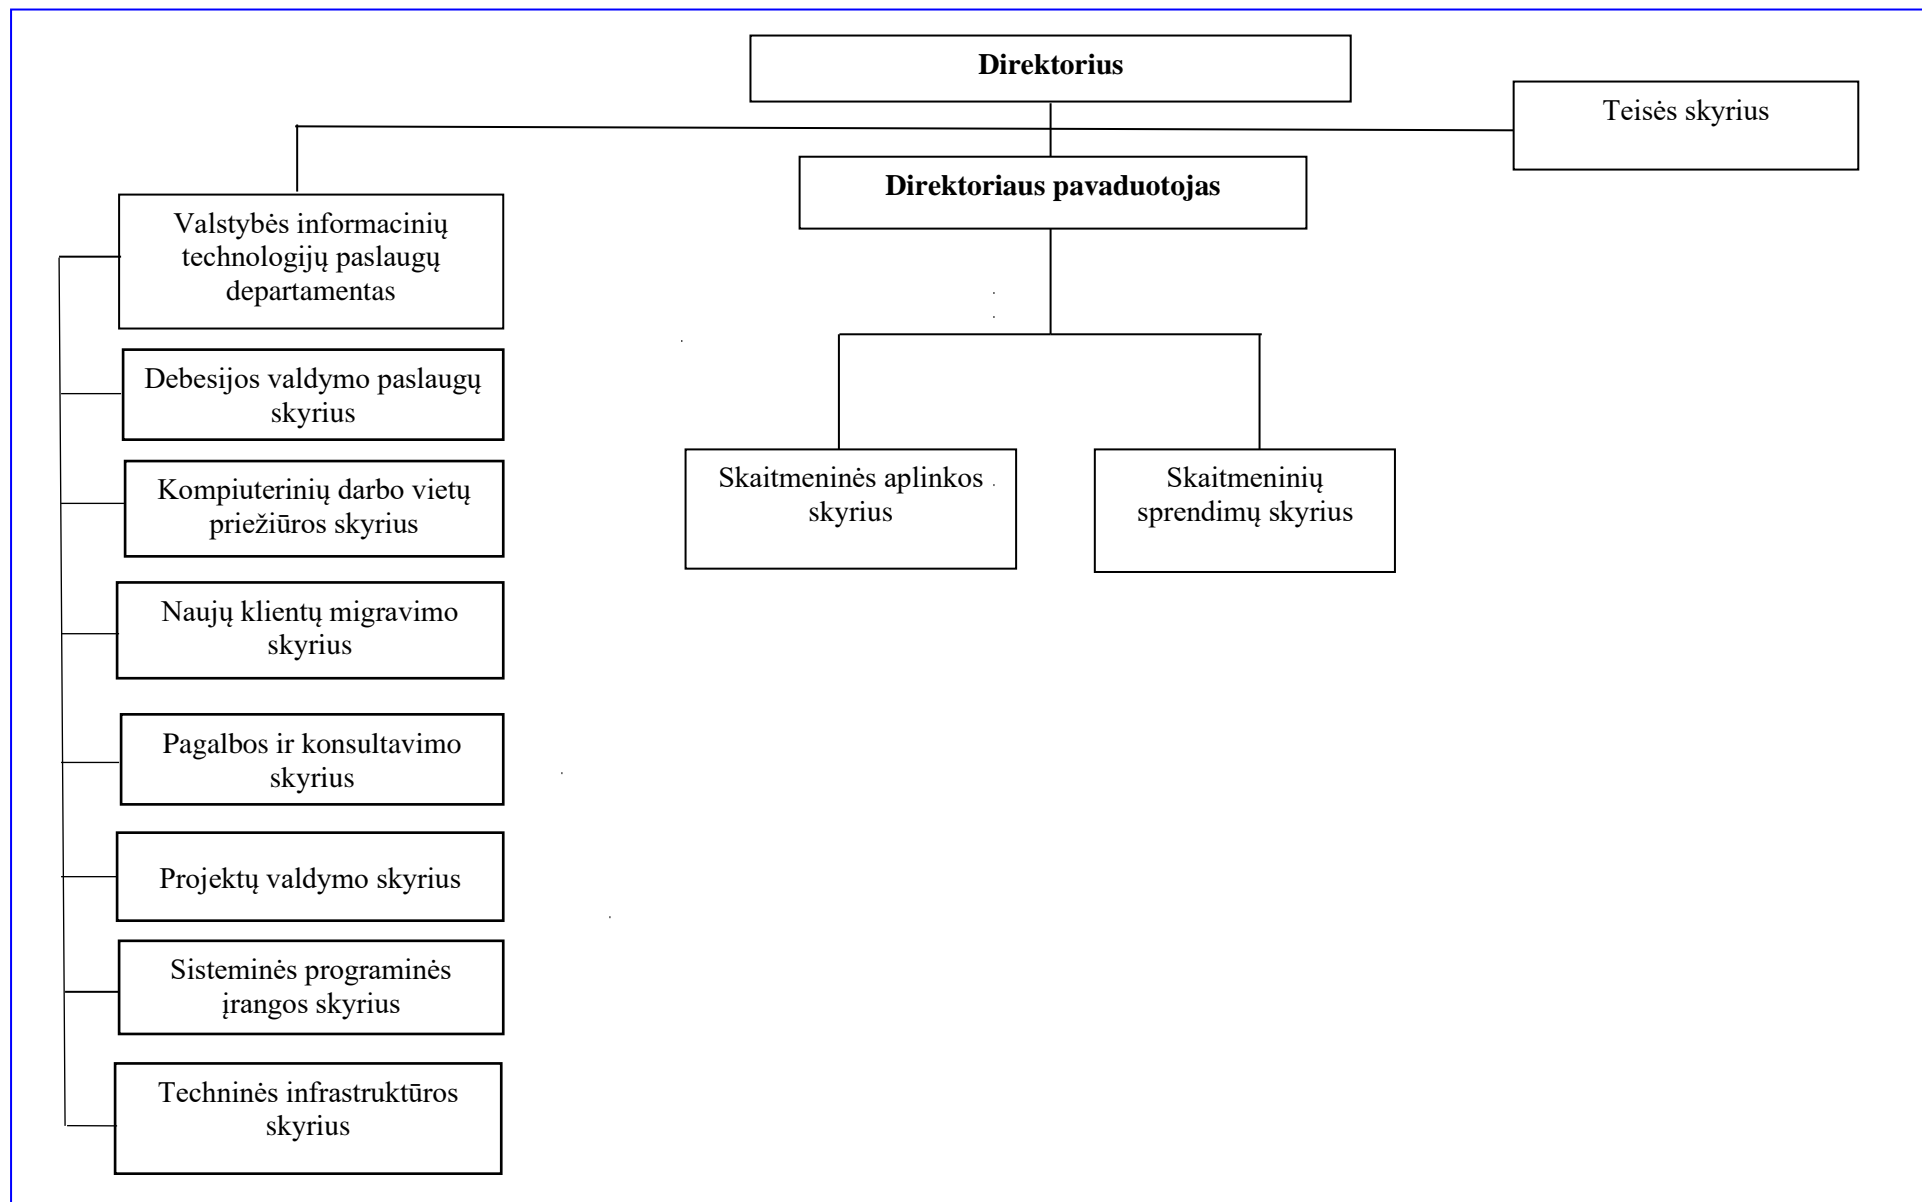 Direktorius
Teisės skyrius
Direktoriaus pavaduotojas
Valstybės informacinių
technologijų paslaugų
departamentas
Debesijos valdymo paslaugų
skyrius
Kompiuterinių darbo vietų
priežiūros skyrius
Naujų klientų migravimo
skyrius
Pagalbos ir konsultavimo
skyrius
Projektų valdymo skyrius
Sisteminės programinės
įrangos skyrius
Techninės infrastruktūros
skyrius
Skaitmeninės aplinkos
skyrius
Skaitmeninių
sprendimų skyrius